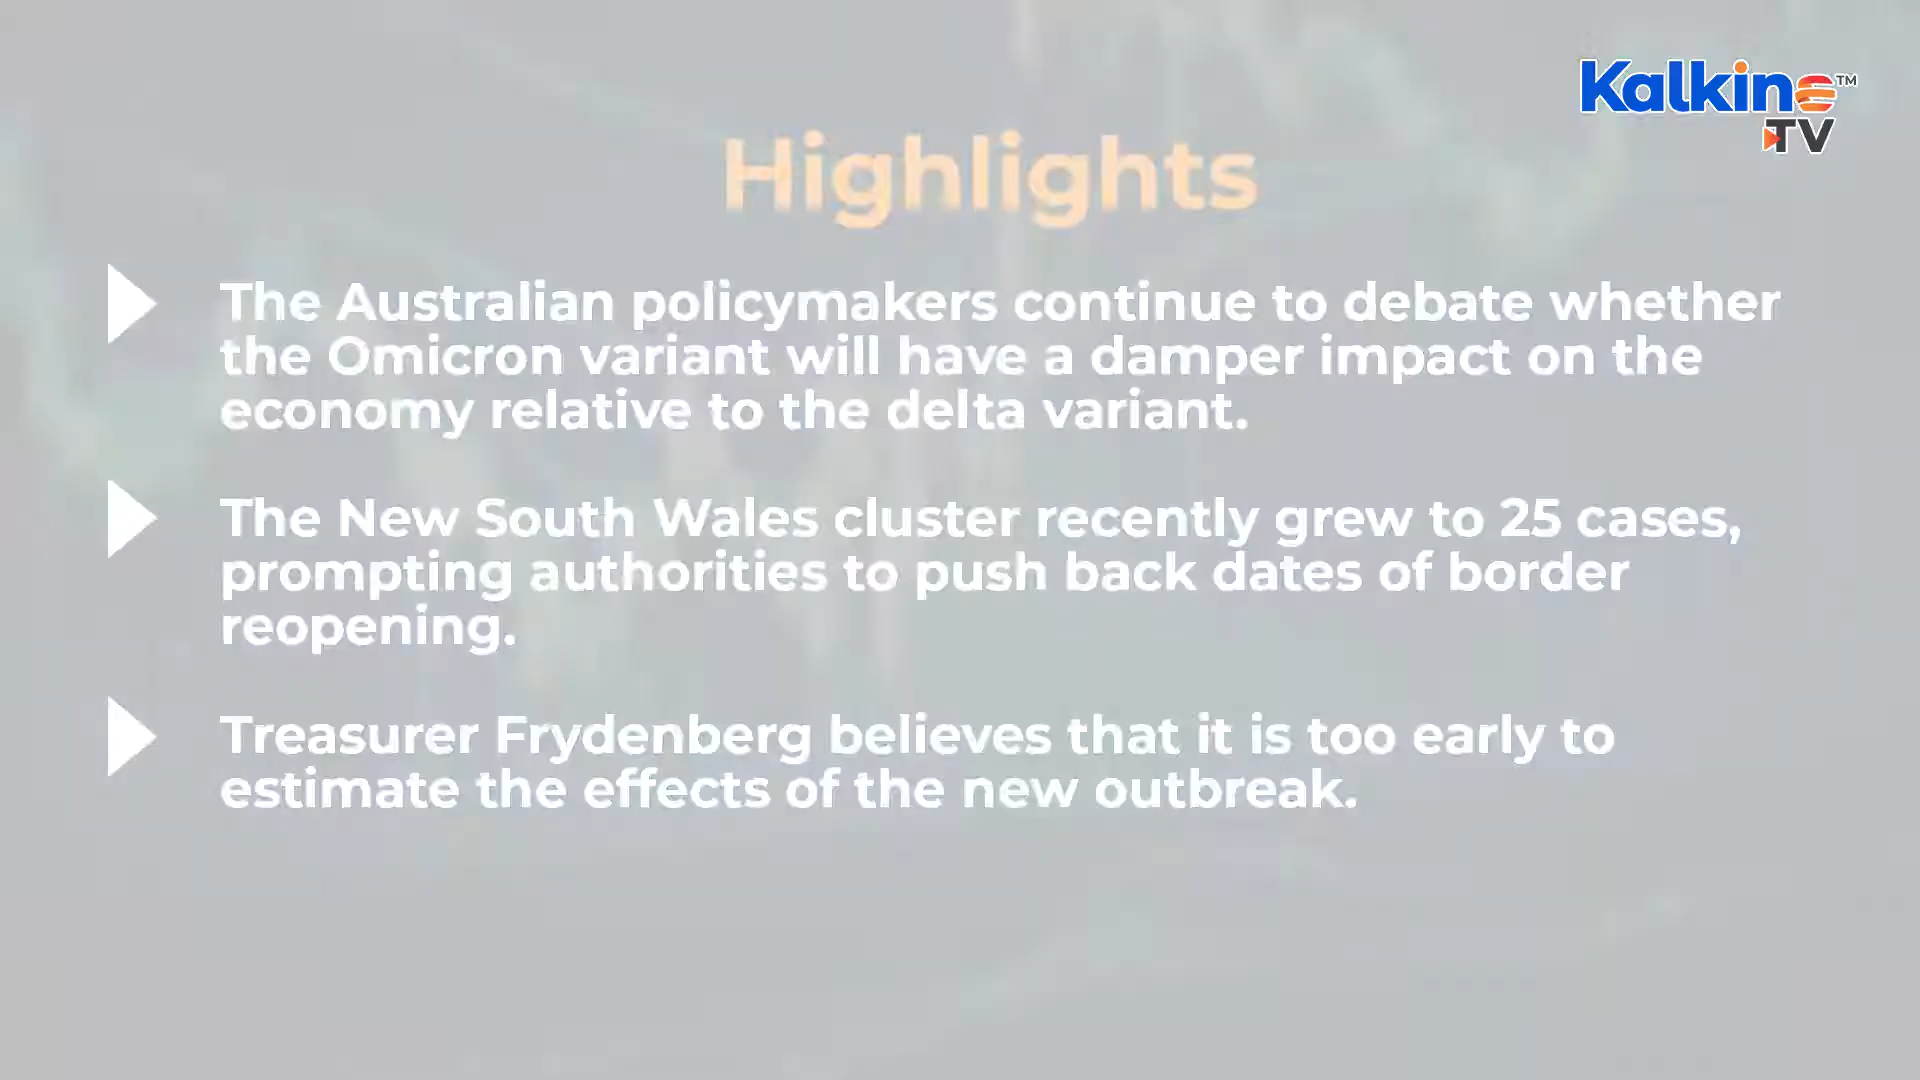 Kalkine TM
TV
Highlights
The Australian policymakers continue to debate whether
the Omicron variant will have a damper impact on the
economy relative to the delta variant.
The New South Wales cluster recently grew to 25 cases,
prompting authorities to push back dates of border
reopening.
Treasurer Frydenberg believes that it is too early to
estimate the effects of the new outbreak.